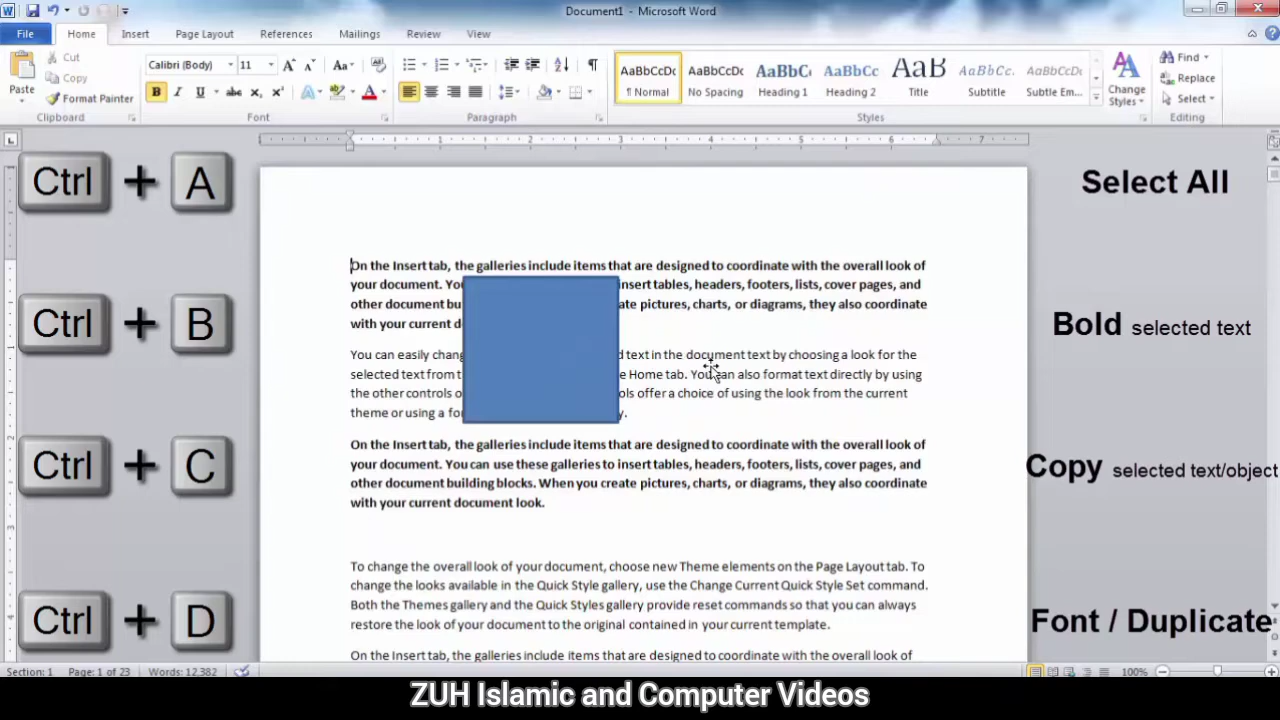 Document1 - Microsoft Word
File Home Insert Page Layout References Mailings Review View
Cut
Copy
Format Painter
Paste
Clipboard
Calibri (Body) 11
Font
Paragraph
AaBbCcDc AaBbCcDc AaBbC AaBbCc AaB AaBbCc. AaBbCcDc
¶ Normal No Spacing Heading 1 Heading 2 Title Subtitle Subtle Em...
Change
Styles
Styles
Find
Replace
Select
Editing
Ctrl + A Select All
Ctrl + B Bold selected text
Ctrl + C Copy selected text/object
Ctrl + D Font / Duplicate
1 2 3 4 5 6 7
On the Insert tab, the galleries include items that are designed to coordinate with the overall look of
your document. You insert tables, headers, footers, lists, cover pages, and
other document bu ate pictures, charts, or diagrams, they also coordinate
with your current d
You can easily chang d text in the document text by choosing a look for the
selected text from t e Home tab. You can also format text directly by using
the other controls o ols offer a choice of using the look from the current
theme or using a for y.
On the Insert tab, the galleries include items that are designed to coordinate with the overall look of
your document. You can use these galleries to insert tables, headers, footers, lists, cover pages, and
other document building blocks. When you create pictures, charts, or diagrams, they also coordinate
with your current document look.
To change the overall look of your document, choose new Theme elements on the Page Layout tab. To
change the looks available in the Quick Style gallery, use the Change Current Quick Style Set command.
Both the Themes gallery and the Quick Styles gallery provide reset commands so that you can always
restore the look of your document to the original contained in your current template.
On the Insert tab, the galleries include items that are designed to coordinate with the overall look of
Section: 1 Page: 1 of 23 Words: 12,382 100%
ZUH Islamic and Computer Videos